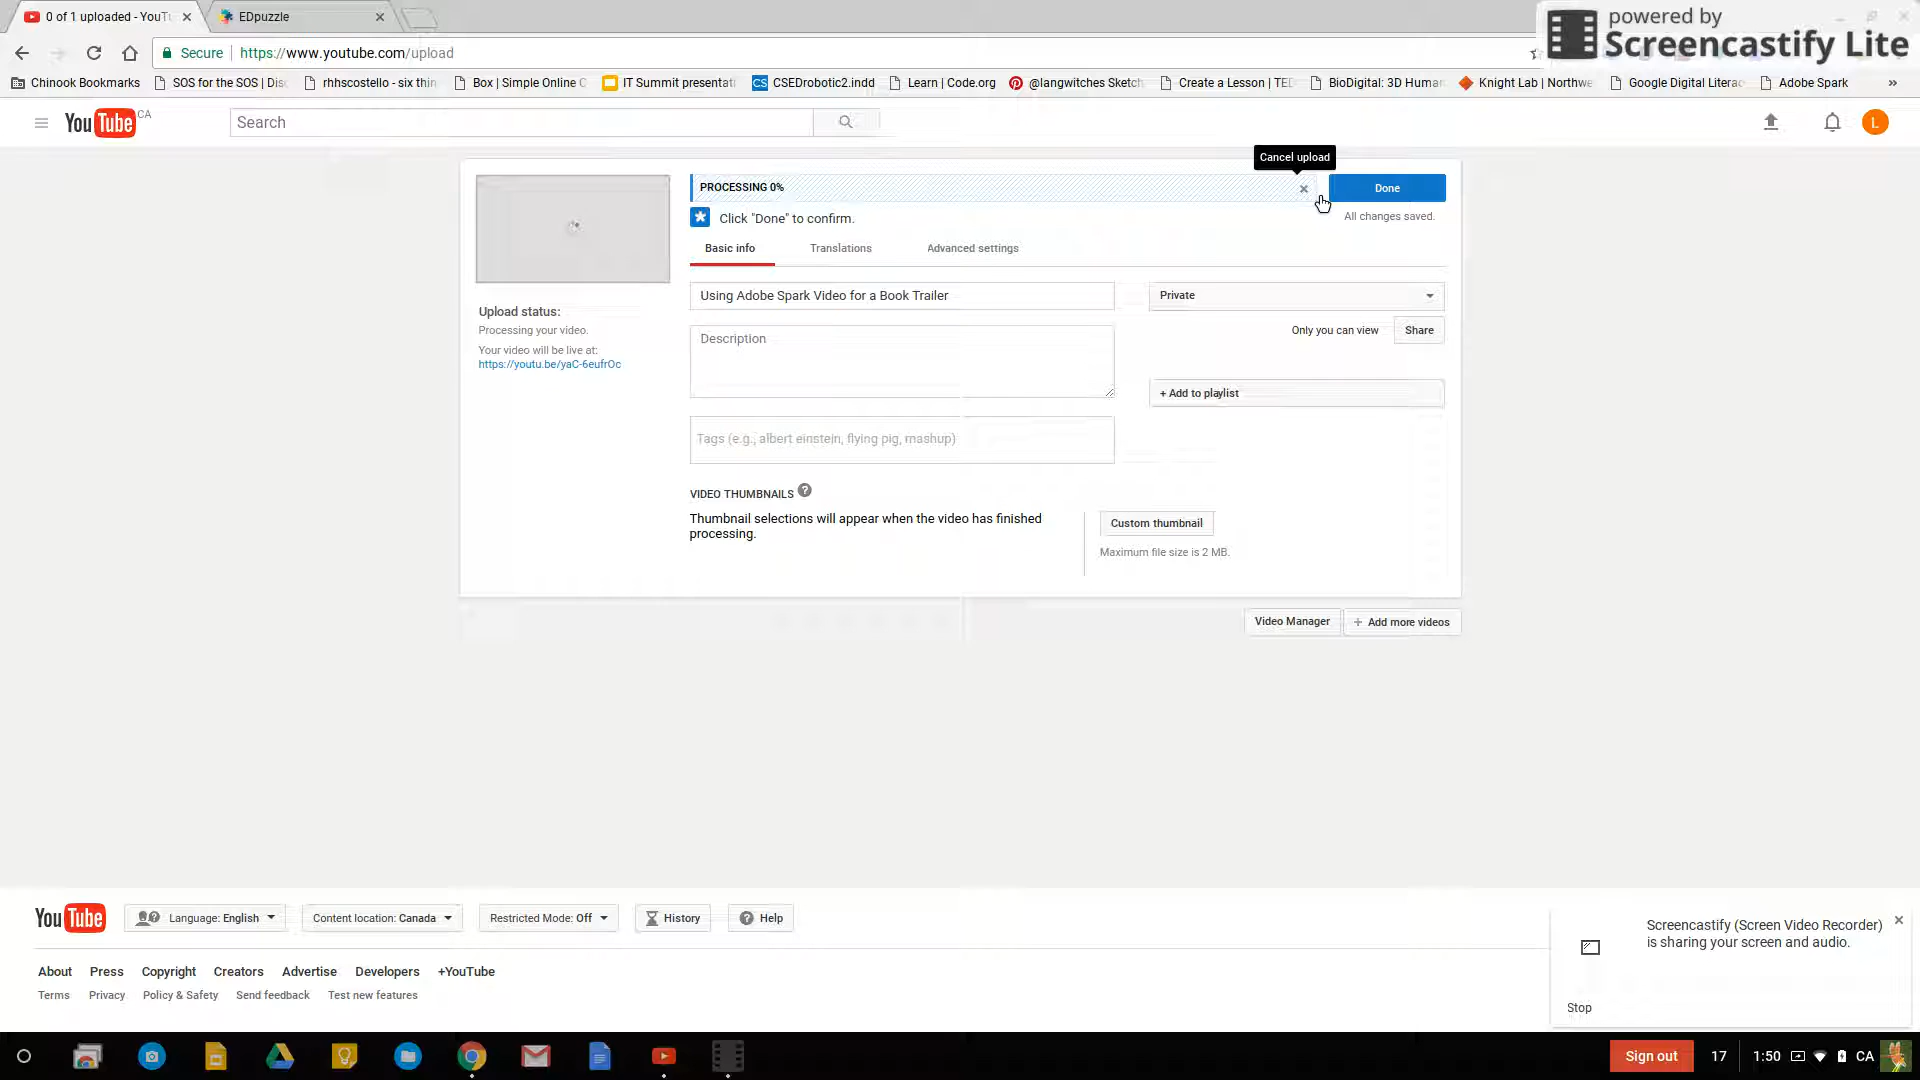 0 of 1 uploaded - YouTu
EDpuzzle
powered by
Screencastify Lite
Secure
https://www.youtube.com/upload
Chinook Bookmarks
SOS for the SOS | Disc
rhhscostello - six thin
Box | Simple Online C
IT Summit presentati
CS
CSEDrobotic2.indd
Learn | Code.org
@langwitches Sketch
Create a Lesson | TED
BioDigital: 3D Human
Knight Lab | Northwe
Google Digital Literac
Adobe Spark
»
YouTube CA
Search
L
Cancel upload
PROCESSING 0%
Done
Click "Done" to confirm.
All changes saved.
Basic info
Translations
Advanced settings
Using Adobe Spark Video for a Book Trailer
Private
Upload status:
Processing your video.
Your video will be live at:
https://youtu.be/yaC-6eufrOc
Description
Only you can view
Share
+ Add to playlist
Tags (e.g., albert einstein, flying pig, mashup)
VIDEO THUMBNAILS ?
Thumbnail selections will appear when the video has finished
processing.
Custom thumbnail
Maximum file size is 2 MB.
Video Manager
+ Add more videos
YouTube
Language: English
Content location: Canada
Restricted Mode: Off
History
Help
Screencastify (Screen Video Recorder)
is sharing your screen and audio.
Stop
About
Press
Copyright
Creators
Advertise
Developers
+YouTube
Terms
Privacy
Policy & Safety
Send feedback
Test new features
Sign out
17
1:50
CA